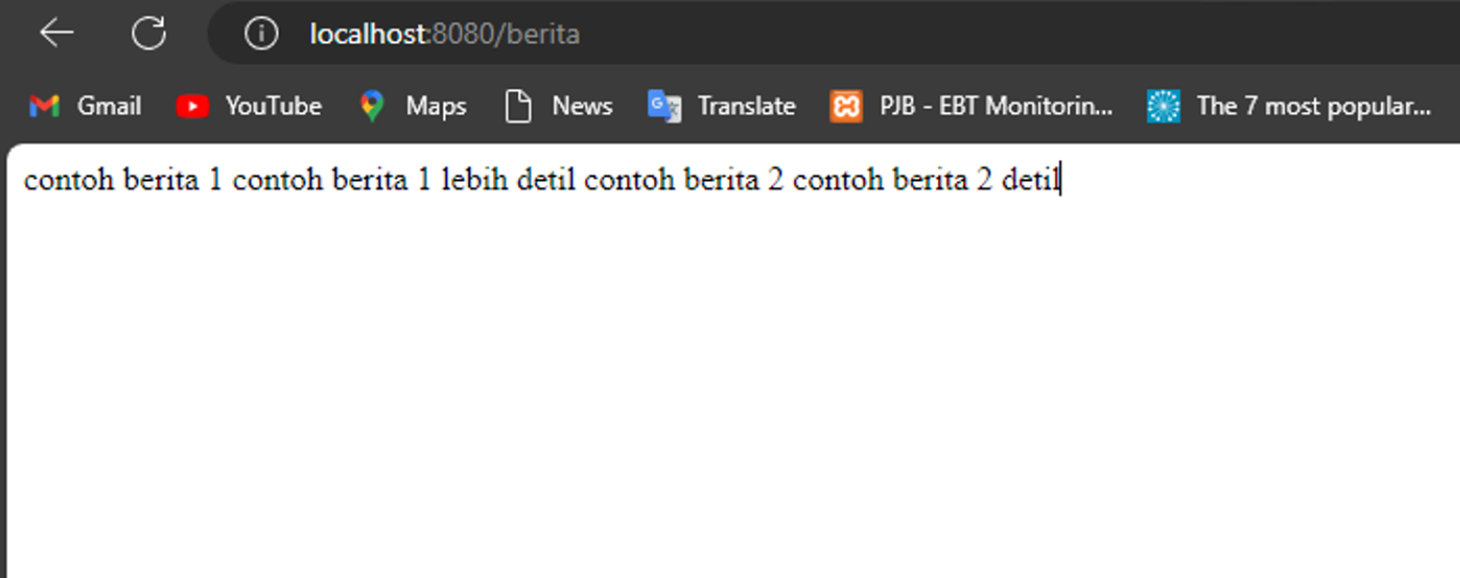 localhost:8080/berita
Gmail YouTube Maps News Translate PJB - EBT Monitorin... The 7 most popular...
contoh berita 1 contoh berita 1 lebih detil contoh berita 2 contoh berita 2 detil